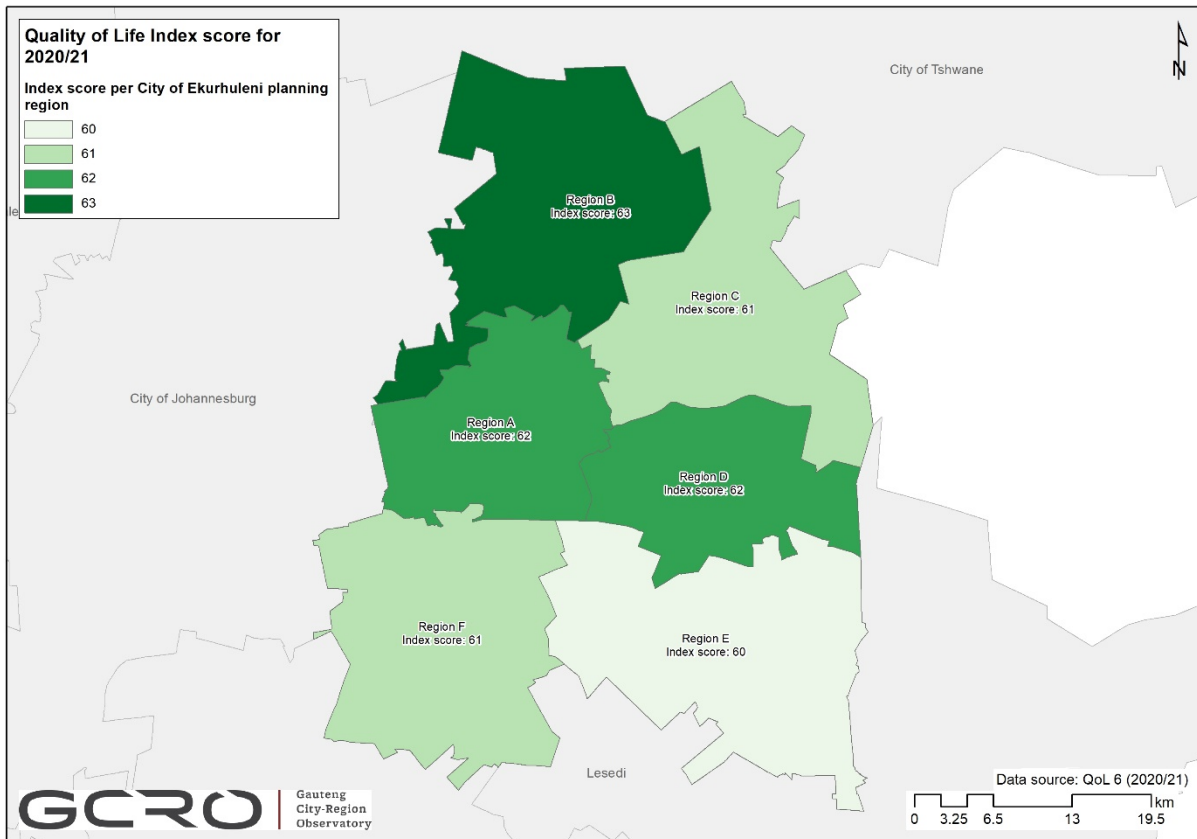 Quality of Life Index score for
2020/21
Index score per City of Ekurhuleni planning
region
60
61
62
63
N
City of Tshwane
Region B
Index score: 63
Region C
Index score: 61
City of Johannesburg
Region A
Index score: 62
Region D
Index score: 62
Region F
Index score: 61
Region E
Index score: 60
Lesedi
Data source: QoL 6 (2020/21)
km
0 3.25 6.5 13 19.5
GCRO
Gauteng
City-Region
Observatory